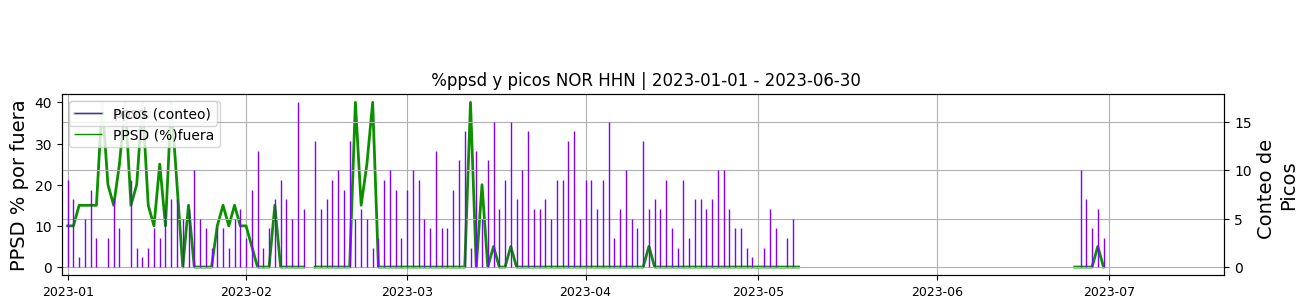 %ppsd y picos NOR HHN | 2023-01-01 - 2023-06-30
PPSD % por fuera
40
30
20
10
0
Picos (conteo)
PPSD (%)fuera
15
10
5
0
Conteo de
Picos
2023-01
2023-02
2023-03
2023-04
2023-05
2023-06
2023-07